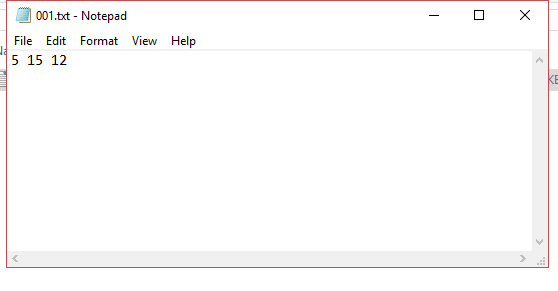 001.txt - Notepad
File Edit Format View Help
5 15 12